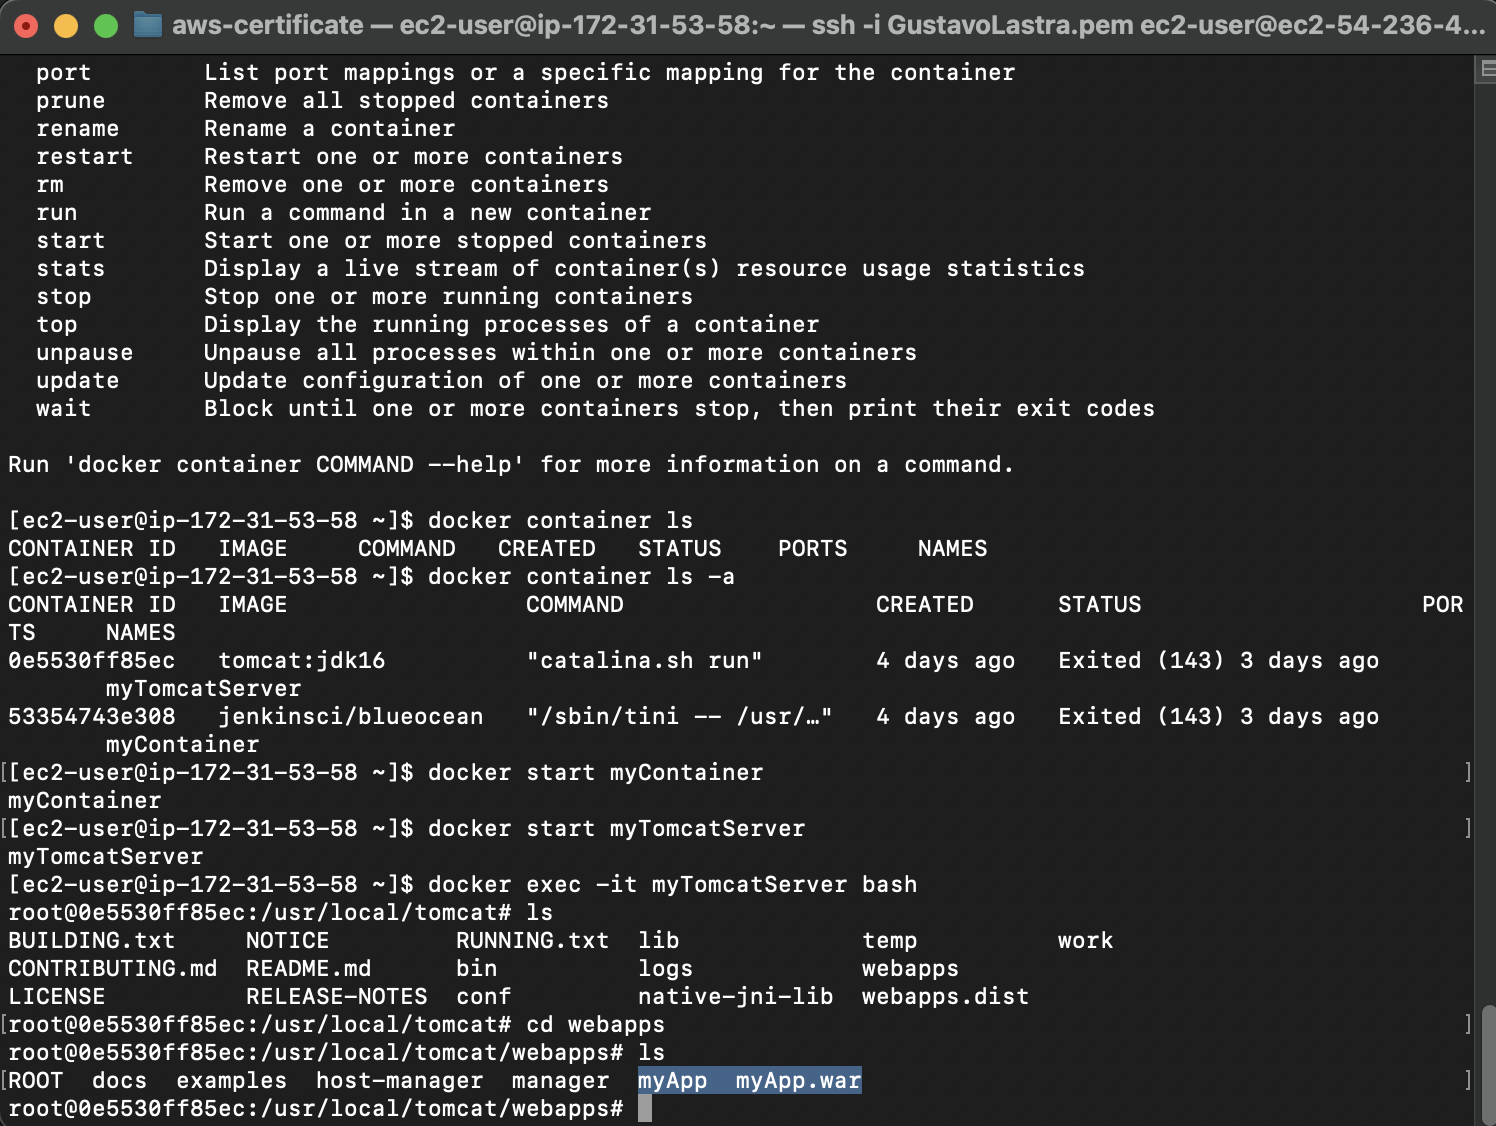 aws-certificate — ec2-user@ip-172-31-53-58:~ — ssh -i GustavoLastra.pem ec2-user@ec2-54-236-4...
port        List port mappings or a specific mapping for the container
prune       Remove all stopped containers
rename      Rename a container
restart     Restart one or more containers
rm          Remove one or more containers
run         Run a command in a new container
start       Start one or more stopped containers
stats       Display a live stream of container(s) resource usage statistics
stop        Stop one or more running containers
top         Display the running processes of a container
unpause     Unpause all processes within one or more containers
update      Update configuration of one or more containers
wait        Block until one or more containers stop, then print their exit codes
Run 'docker container COMMAND --help' for more information on a command.
[ec2-user@ip-172-31-53-58 ~]$ docker container ls
CONTAINER ID   IMAGE     COMMAND   CREATED   STATUS    PORTS     NAMES
[ec2-user@ip-172-31-53-58 ~]$ docker container ls -a
CONTAINER ID   IMAGE                 COMMAND                  CREATED      STATUS                    POR
TS     NAMES
0e5530ff85ec   tomcat:jdk16          "catalina.sh run"        4 days ago   Exited (143) 3 days ago
       myTomcatServer
53354743e308   jenkinsci/blueocean   "/sbin/tini -- /usr/…"   4 days ago   Exited (143) 3 days ago
       myContainer
[[ec2-user@ip-172-31-53-58 ~]$ docker start myContainer ]
myContainer
[[ec2-user@ip-172-31-53-58 ~]$ docker start myTomcatServer ]
myTomcatServer
[ec2-user@ip-172-31-53-58 ~]$ docker exec -it myTomcatServer bash
root@0e5530ff85ec:/usr/local/tomcat# ls
BUILDING.txt     NOTICE         RUNNING.txt  lib             temp          work
CONTRIBUTING.md  README.md      bin          logs            webapps
LICENSE          RELEASE-NOTES  conf         native-jni-lib  webapps.dist
[root@0e5530ff85ec:/usr/local/tomcat# cd webapps ]
root@0e5530ff85ec:/usr/local/tomcat/webapps# ls
[ROOT  docs  examples  host-manager  manager  myApp  myApp.war ]
root@0e5530ff85ec:/usr/local/tomcat/webapps#